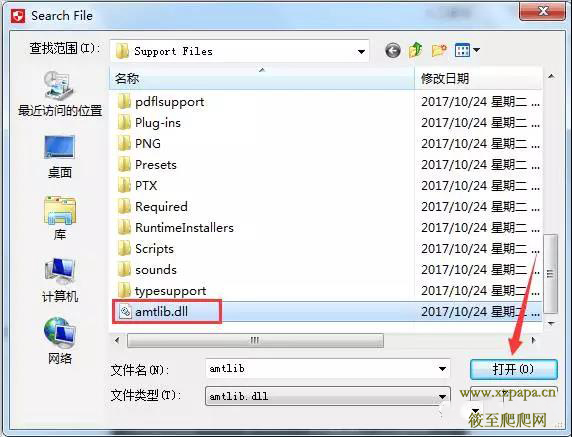 Search File
查找范围(I):
Support Files
名称
修改日期
pdflsupport
2017/10/24 星期二 ...
Plug-ins
2017/10/24 星期二 ...
PNG
2017/10/24 星期二 ...
Presets
2017/10/24 星期二 ...
PTX
2017/10/24 星期二 ...
Required
2017/10/24 星期二 ...
RuntimeInstallers
2017/10/24 星期二 ...
Scripts
2017/10/24 星期二 ...
sounds
2017/10/24 星期二 ...
typesupport
2017/10/24 星期二 ...
amtlib.dll
2017/10/24 星期二 ...
最近访问的位置
桌面
库
计算机
网络
文件名(N):
amtlib
打开(O)
文件类型(T):
amtlib.dll
www.xzpapa.cn
筱至爬爬网